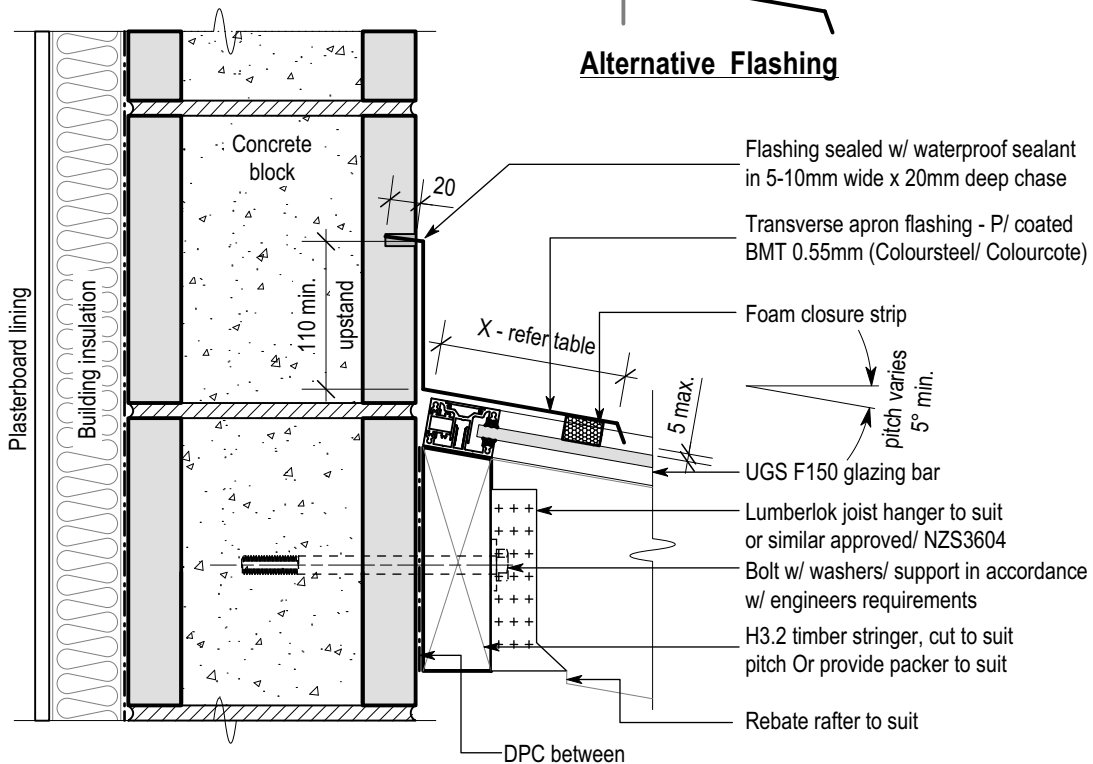 Alternative Flashing
Concrete
block
20
110 min.
upstand
Plasterboard lining
Building insulation
X - refer table
5 max.
pitch varies
5° min.
Flashing sealed w/ waterproof sealant
in 5-10mm wide x 20mm deep chase
Transverse apron flashing - P/ coated
BMT 0.55mm (Coloursteel/ Colourcote)
Foam closure strip
UGS F150 glazing bar
Lumberlok joist hanger to suit
or similar approved/ NZS3604
Bolt w/ washers/ support in accordance
w/ engineers requirements
H3.2 timber stringer, cut to suit
pitch Or provide packer to suit
Rebate rafter to suit
DPC between